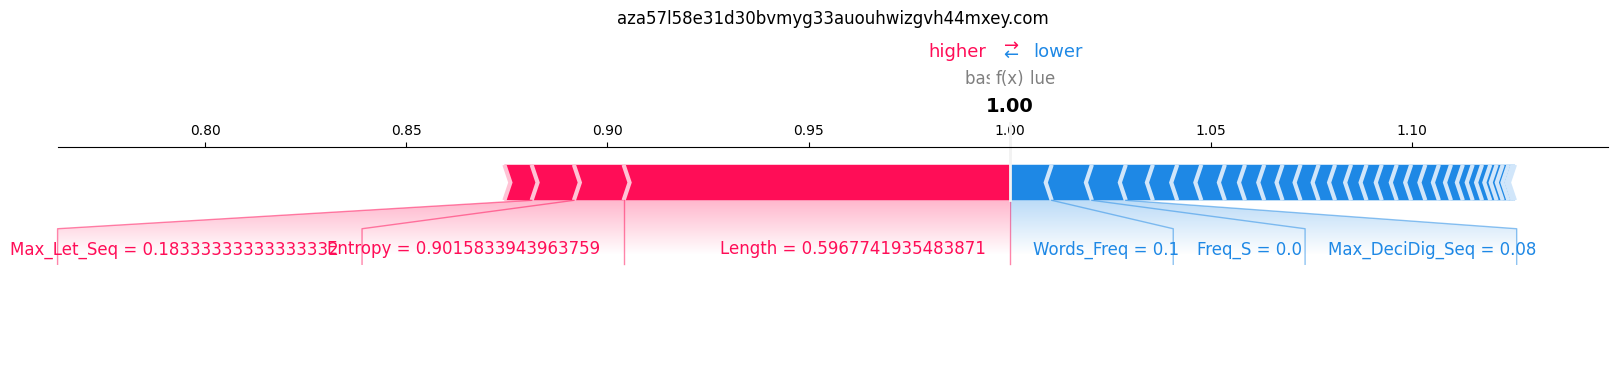 aza57l58e31d30bvmyg33auouhwizgvh44mxey.com
higher ⇄ lower
f(x) lue
1.00
0.80 0.85 0.90 0.95 1.00 1.05 1.10
Max_Let_Seq = 0.18333333333333332 Entropy = 0.9015833943963759 Length = 0.5967741935483871 Words_Freq = 0.1 Freq_S = 0.0 Max_DeciDig_Seq = 0.08